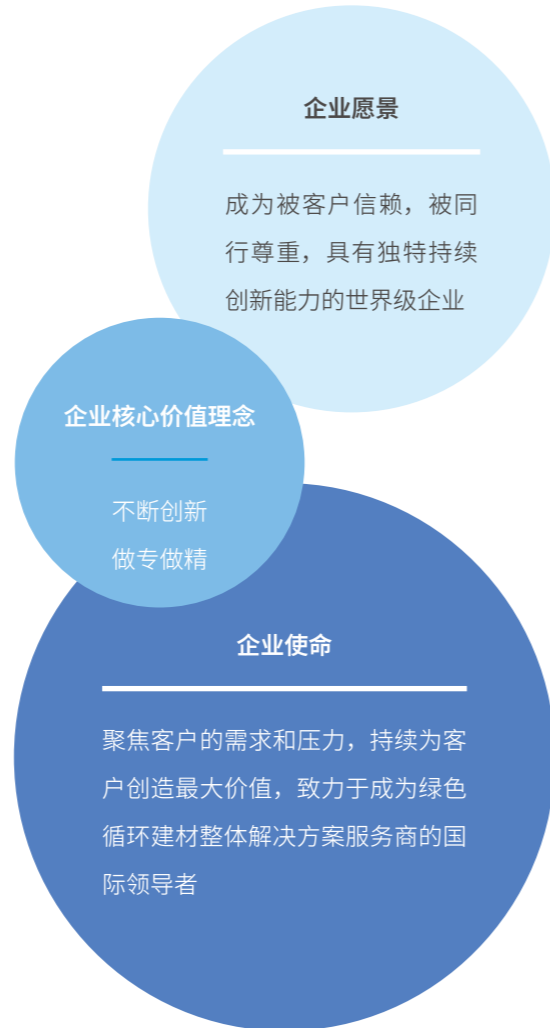 企业愿景
成为被客户信赖，被同
行尊重，具有独特持续
创新能力的世界级企业
企业核心价值理念
不断创新
做专做精
企业使命
聚焦客户的需求和压力，持续为客
户创造最大价值，致力于成为绿色
循环建材整体解决方案服务商的国
际领导者